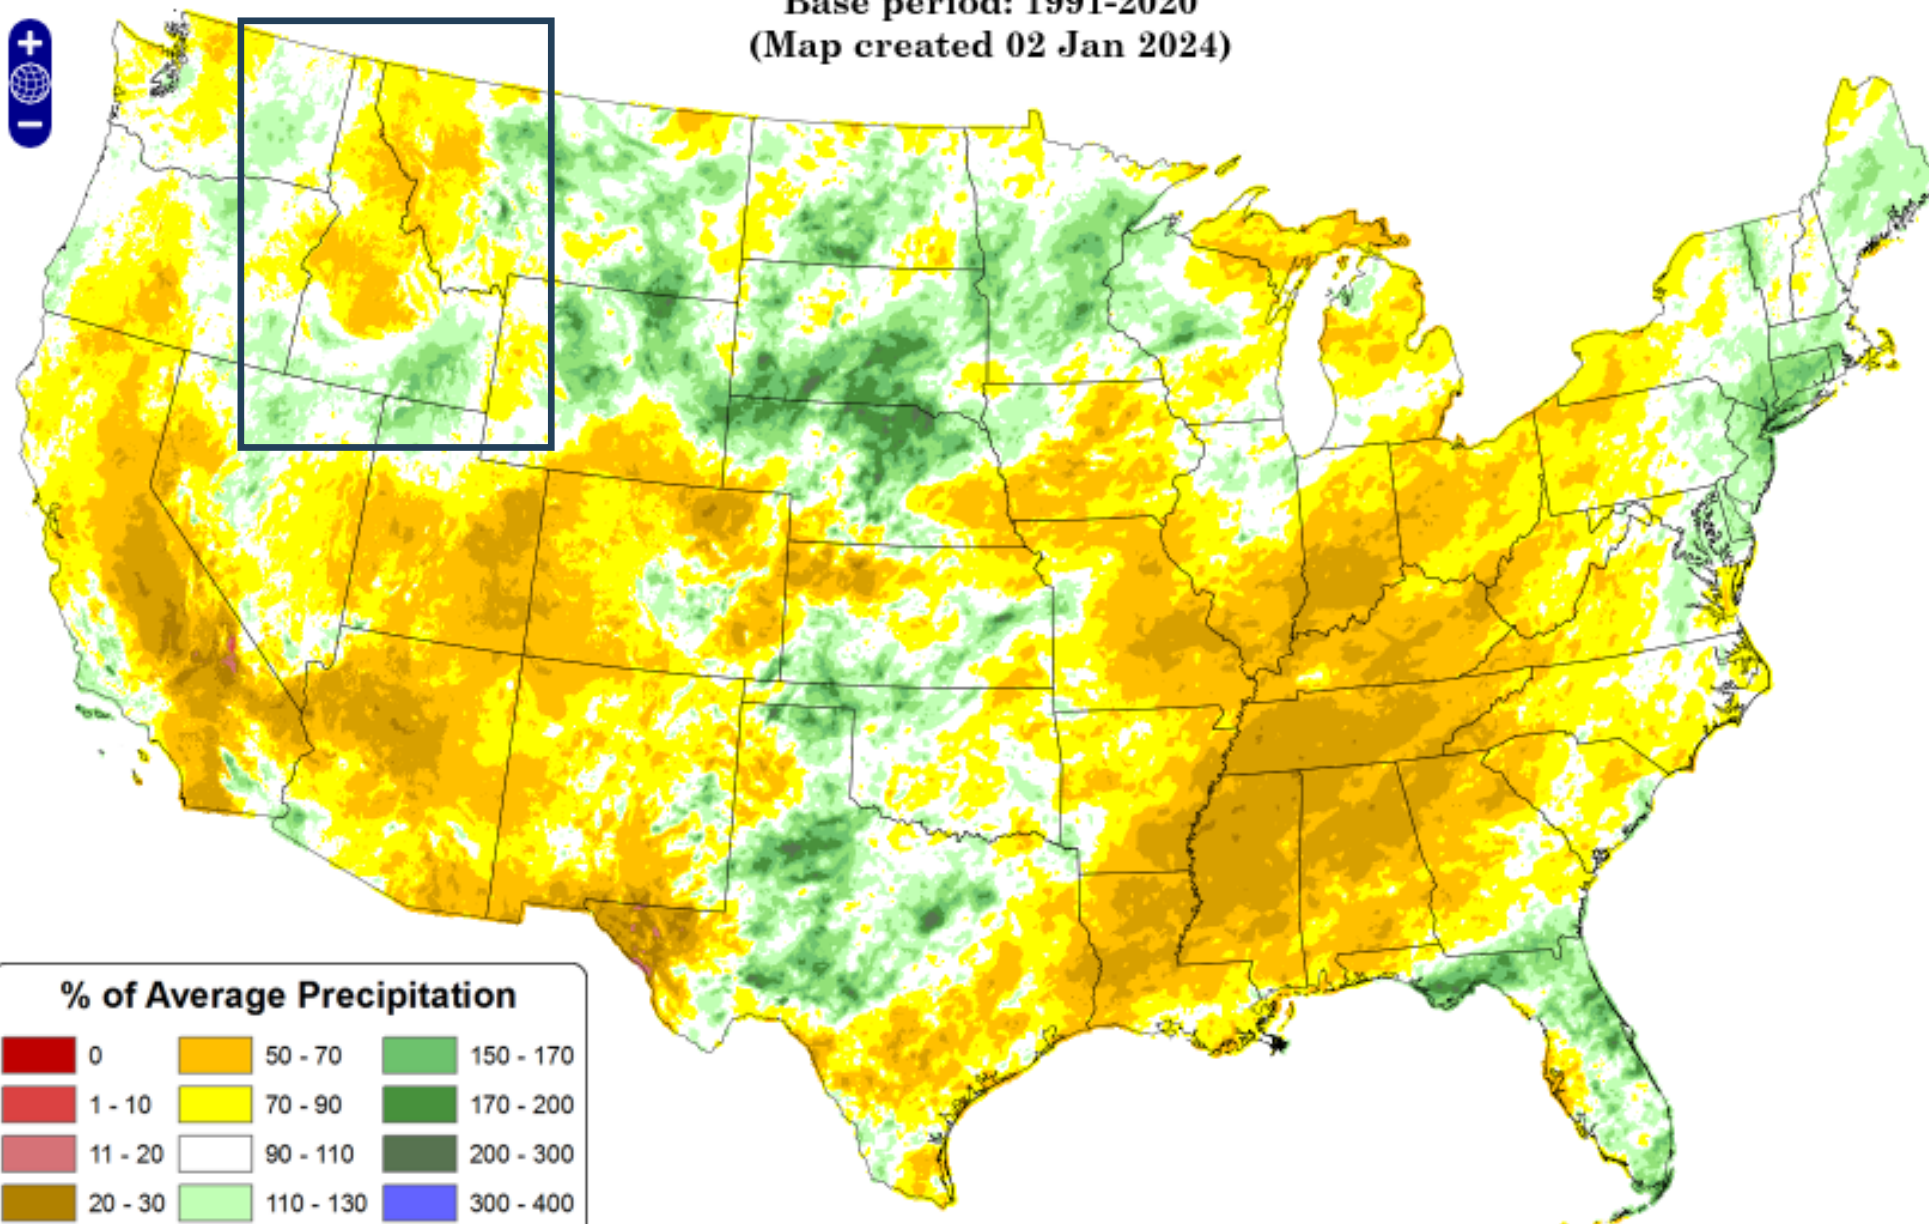 Base period: 1991-2020
(Map created 02 Jan 2024)
% of Average Precipitation
0
50 - 70
150 - 170
1 - 10
70 - 90
170 - 200
11 - 20
90 - 110
200 - 300
20 - 30
110 - 130
300 - 400